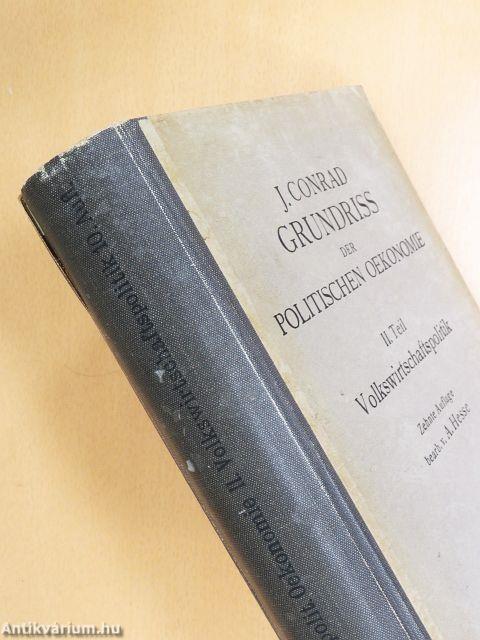 J. CONRAD
GRUNDRISS
DER
POLITISCHEN OEKONOMIE
II. Teil
Volkswirtschaftspolitik
Zehnte Auflage
bearb. v. A. Hesse
polit. Oekonomie II. Volkswirtschaftspolitik 10. Aufl.
Antikvárium.hu